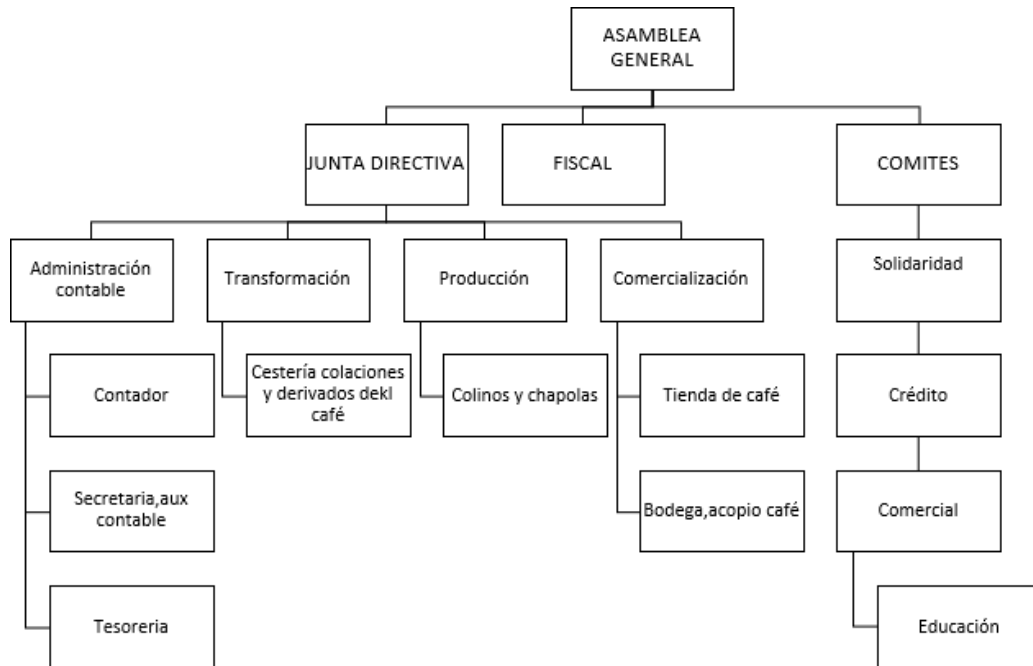 ASAMBLEA
GENERAL
JUNTA DIRECTIVA
FISCAL
COMITES
Administración
contable
Transformación
Producción
Comercialización
Solidaridad
Contador
Cestería colaciones
y derivados dekl
café
Colinos y chapolas
Tienda de café
Crédito
Secretaria,aux
contable
Bodega,acopio café
Comercial
Tesoreria
Educación